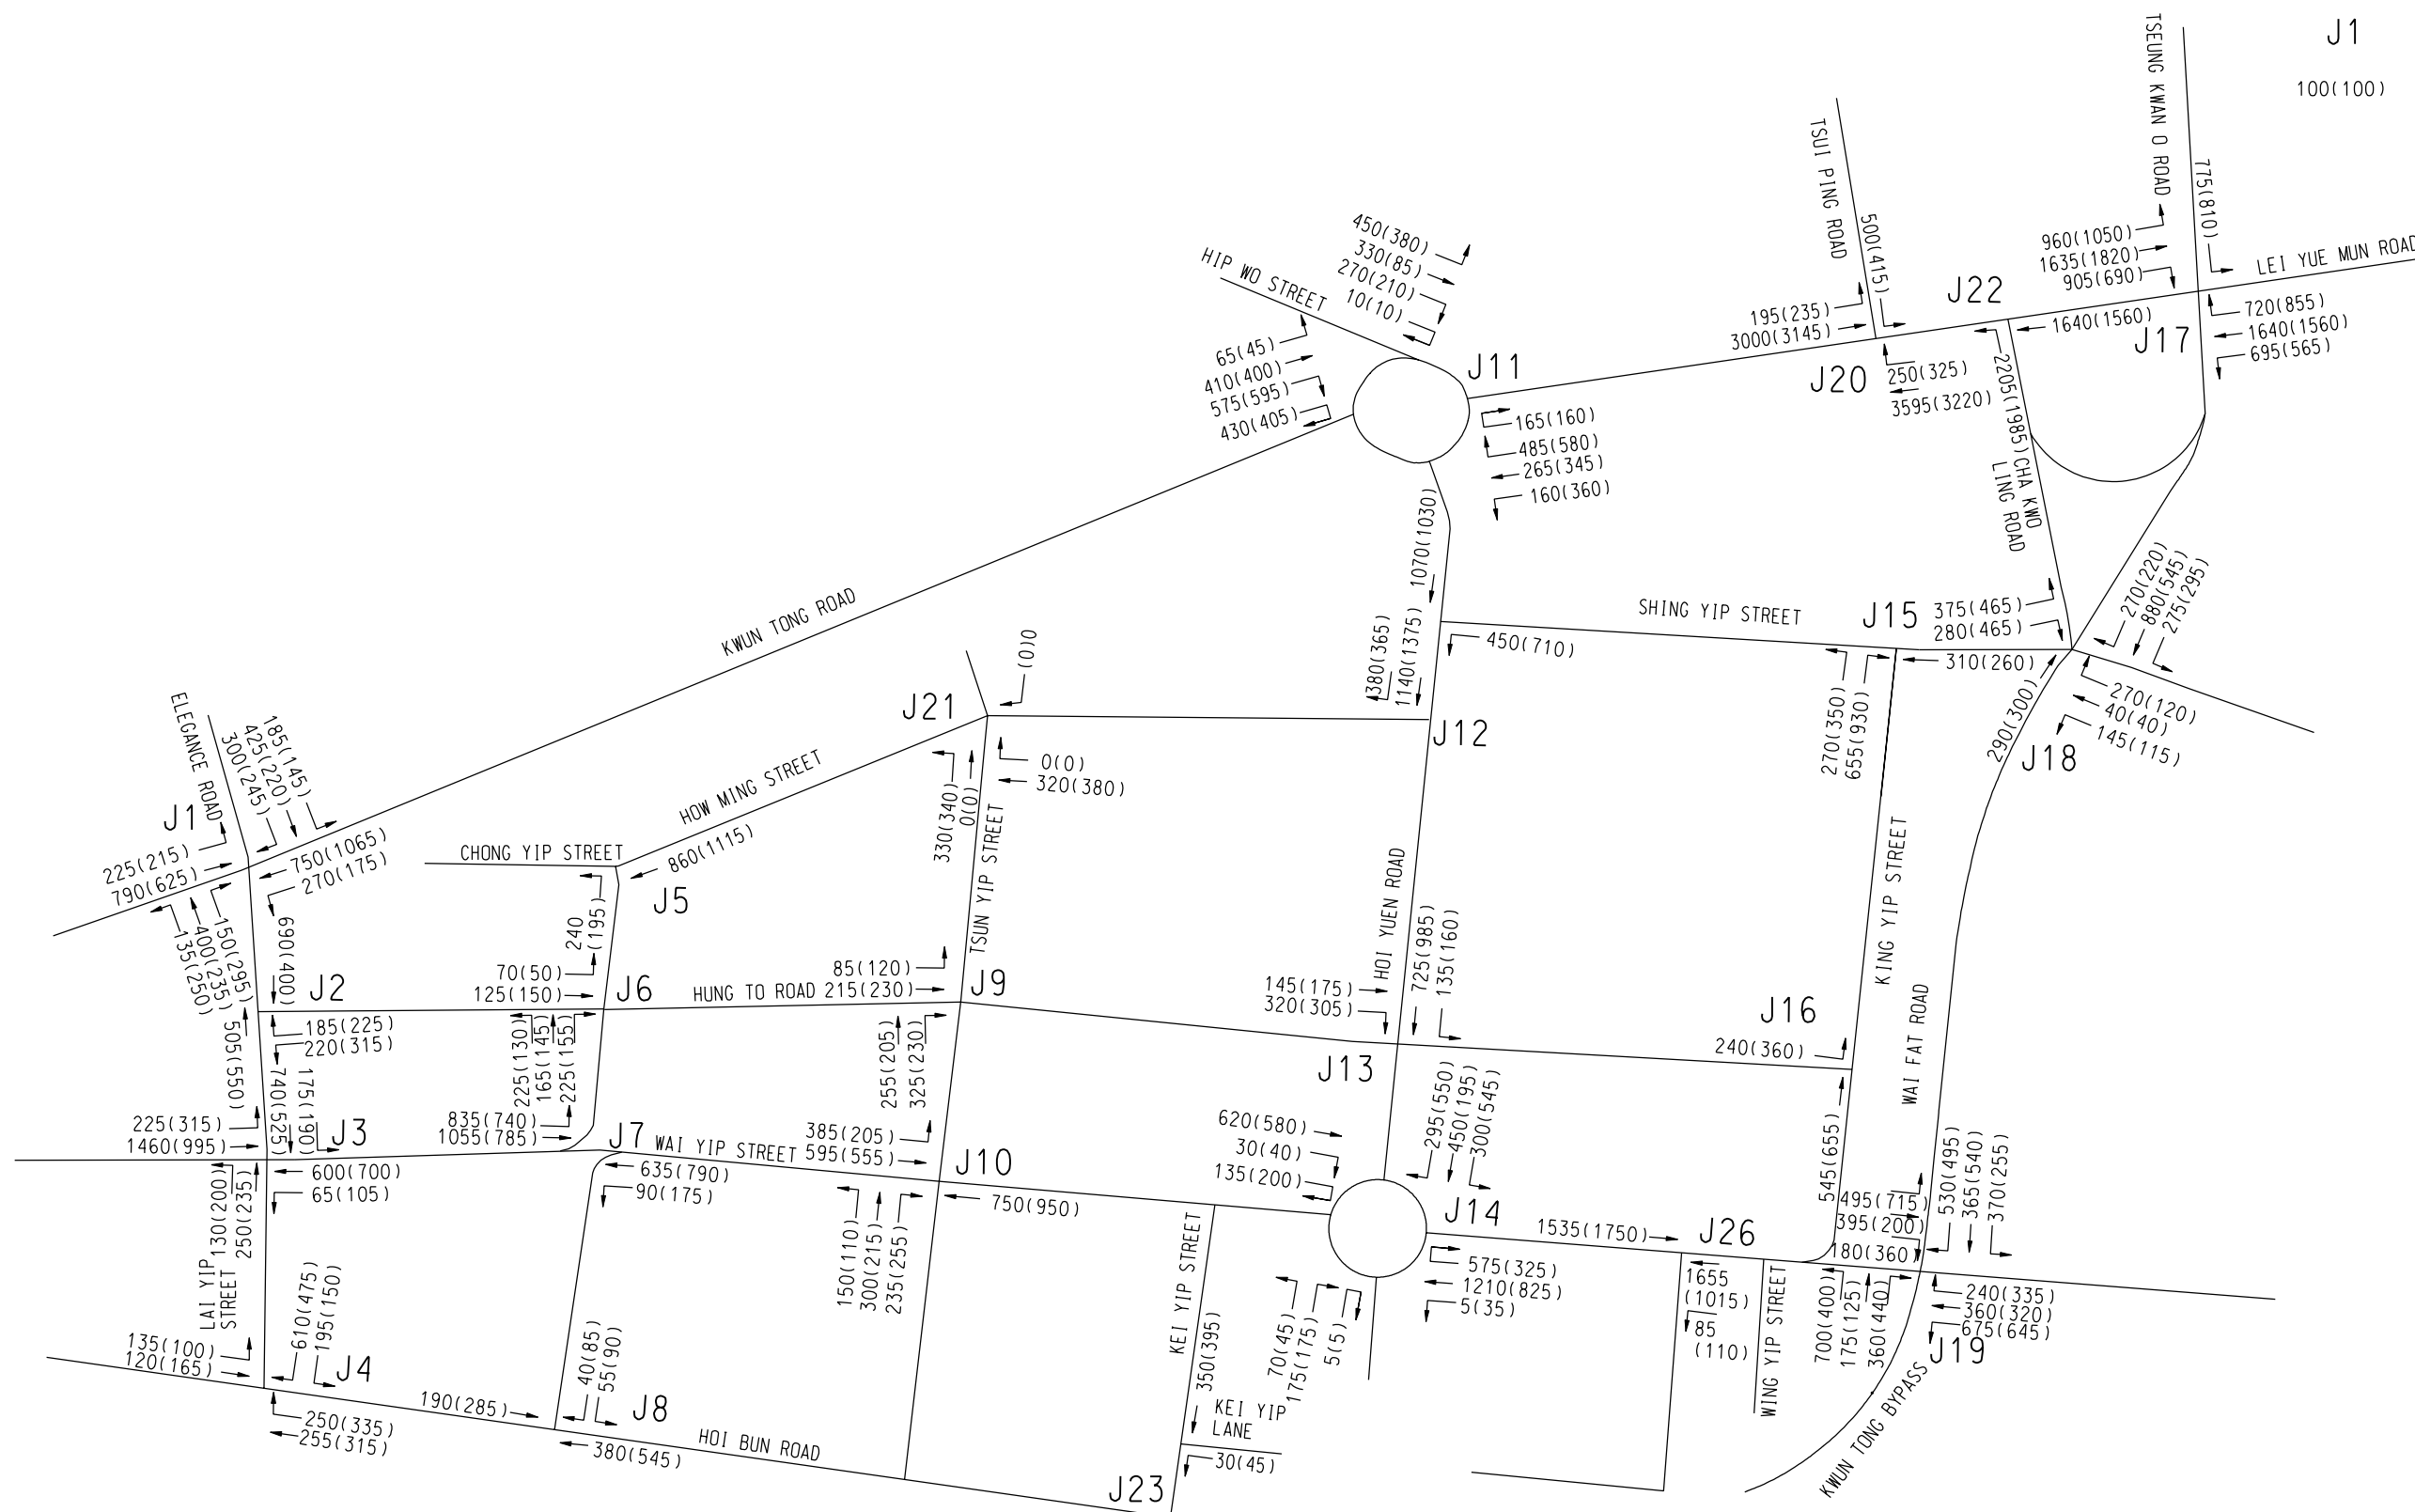 J1
100(100)
TSEUNG KWAN O ROAD
775(810)
TSUI PING ROAD
500(415)
960(1050)
1635(1820)
905(690)
LEI YUE MUN ROAD
J22
195(235)
3000(3145)
1640(1560)
J17
720(855)
1640(1560)
695(565)
J20
250(325)
3595(3220)
2205(1985)
CHA KWO
LING ROAD
450(380)
330(85)
270(210)
10(10)
HIP WO STREET
65(45)
410(400)
575(595)
430(405)
J11
165(160)
485(580)
265(345)
160(360)
1070(1030)
KWUN TONG ROAD
SHING YIP STREET
J15
375(465)
280(465)
270(220)
880(545)
275(295)
310(260)
450(710)
380(365)
1140(1375)
270(350)
655(930)
290(300)
270(120)
40(40)
145(115)
J18
(0)0
J21
J12
0(0)
320(380)
330(340)
0(0)
HOW MING STREET
TSUN YIP STREET
ELEGANCE ROAD
185(145)
425(220)
300(245)
J1
225(215)
790(625)
750(1065)
270(175)
CHONG YIP STREET
860(1115)
J5
240
(195)
690(400)
150(295)
400(235)
135(250)
J2
70(50)
125(150)
J6
HUNG TO ROAD
85(120)
215(230)
J9
HOI YUEN ROAD
725(985)
135(160)
145(175)
320(305)
KING YIP STREET
WAI FAT ROAD
J16
240(360)
J13
185(225)
220(315)
505(550)
740(525)
175(190)
225(130)
165(145)
225(155)
255(205)
325(230)
225(315)
1460(995)
J3
835(740)
1055(785)
J7
WAI YIP STREET
385(205)
595(555)
J10
620(580)
30(40)
135(200)
295(550)
450(195)
300(545)
545(655)
600(700)
65(105)
635(790)
90(175)
750(950)
LAI YIP
STREET
130(200)
250(235)
150(110)
300(215)
235(255)
KEI YIP STREET
J14
1535(1750)
J26
495(715)
395(200)
180(360)
530(495)
365(540)
370(255)
575(325)
1210(825)
5(35)
1655
(1015)
85
(110)
WING YIP STREET
700(400)
175(125)
360(440)
240(335)
360(320)
675(645)
J19
KWUN TONG BYPASS
135(100)
120(165)
610(475)
195(150)
J4
250(335)
255(315)
190(285)
40(85)
55(90)
J8
HOI BUN ROAD
380(545)
350(395)
70(45)
175(175)
5(5)
KEI YIP
LANE
30(45)
J23